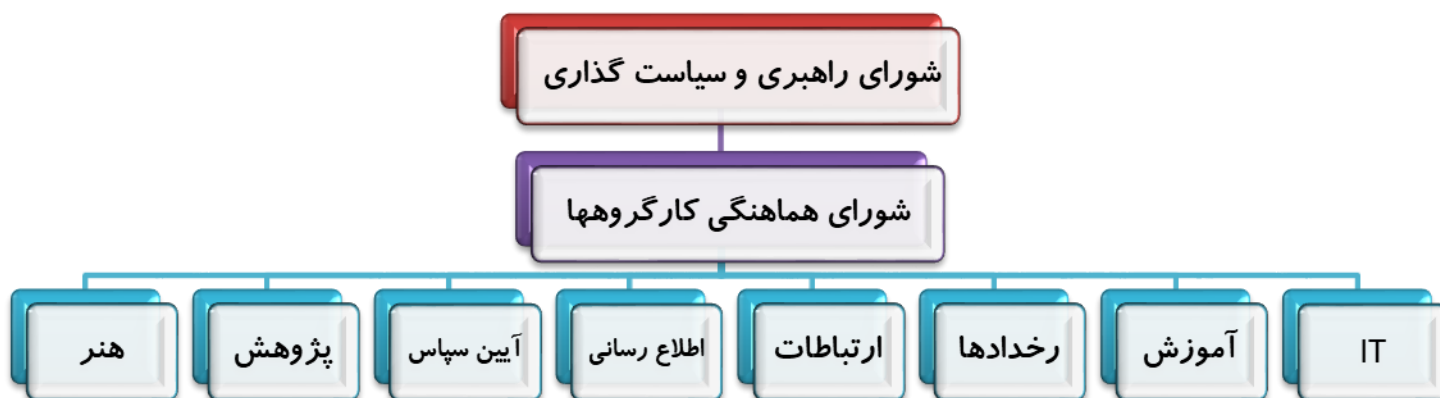 شورای راهبری و سیاست گذاری
شورای هماهنگی کارگروهها
IT
آموزش
رخدادها
ارتباطات
اطلاع رسانی
آیین سپاس
پژوهش
هنر